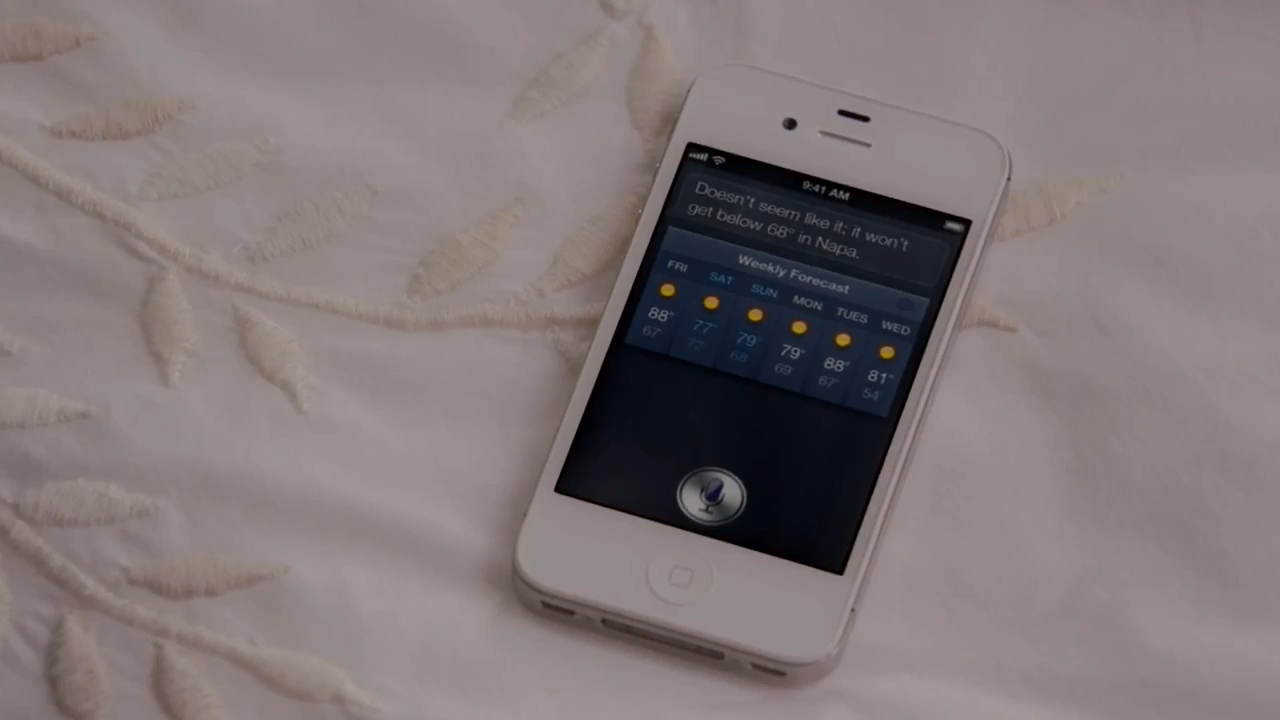 9:41 AM
Doesn't seem like it; it won't
get below 68° in Napa.
Weekly Forecast
FRI SAT SUN MON TUES WED
88° 77° 79° 79° 88° 81°
67° 72° 68 69° 67° 54°